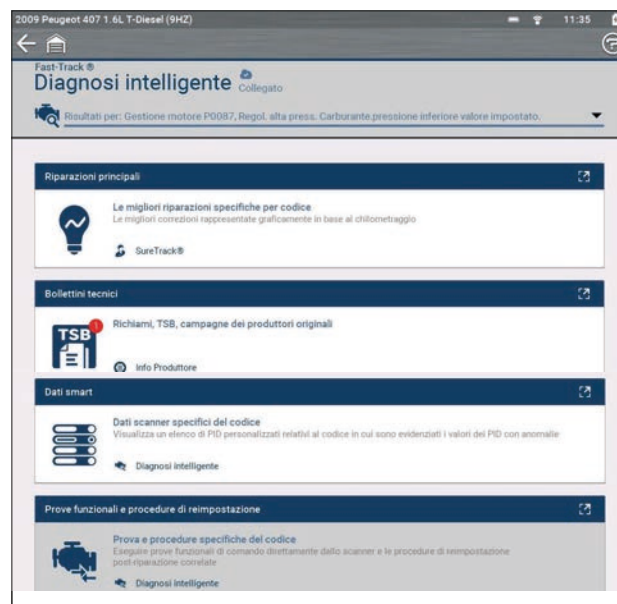 2009 Peugeot 407 1.6L T-Diesel (9HZ)
11:35
Fast-Track ®
Diagnosi intelligente
Collegato
Risultati per: Gestione motore P0087, Regol. alta press. Carburante.pressione inferiore valore impostato.
Riparazioni principali
Le migliori riparazioni specifiche per codice
Le migliori correzioni rappresentate graficamente in base al chilometraggio
SureTrack®
Bollettini tecnici
1
TSB
Richiami, TSB, campagne dei produttori originali
Info Produttore
Dati smart
Dati scanner specifici del codice
Visualizza un elenco di PID personalizzati relativi al codice in cui sono evidenziati i valori dei PID con anomalie
Diagnosi intelligente
Prove funzionali e procedure di reimpostazione
Prova e procedure specifiche del codice
Eseguire prove funzionali di comando direttamente dallo scanner e le procedure di reimpostazione
post-riparazione correlate
Diagnosi intelligente